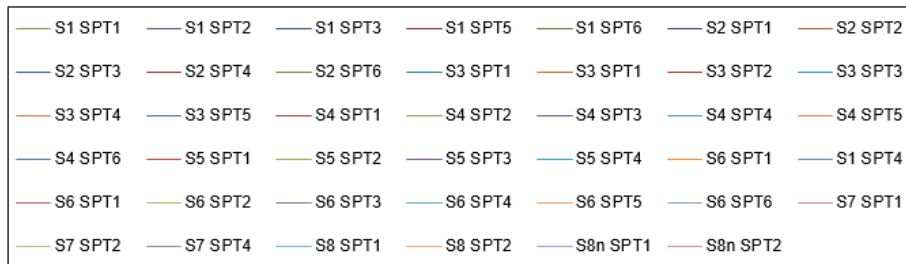 S1 SPT1 S1 SPT2 S1 SPT3 S1 SPT5 S1 SPT6 S2 SPT1 S2 SPT2
S2 SPT3 S2 SPT4 S2 SPT6 S3 SPT1 S3 SPT1 S3 SPT2 S3 SPT3
S3 SPT4 S3 SPT5 S4 SPT1 S4 SPT2 S4 SPT3 S4 SPT4 S4 SPT5
S4 SPT6 S5 SPT1 S5 SPT2 S5 SPT3 S5 SPT4 S6 SPT1 S1 SPT4
S6 SPT1 S6 SPT2 S6 SPT3 S6 SPT4 S6 SPT5 S6 SPT6 S7 SPT1
S7 SPT2 S7 SPT4 S8 SPT1 S8 SPT2 S8n SPT1 S8n SPT2